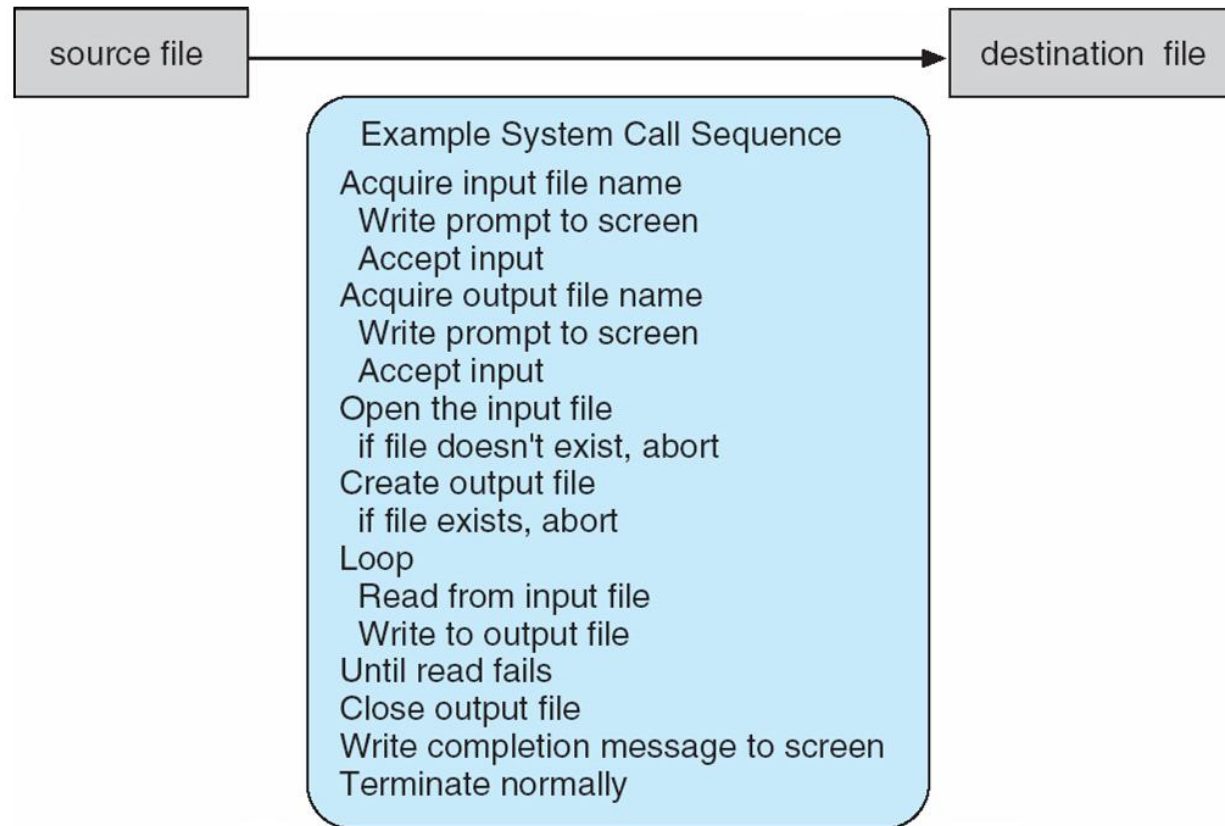 source file
destination file
Example System Call Sequence
Acquire input file name
Write prompt to screen
Accept input
Acquire output file name
Write prompt to screen
Accept input
Open the input file
if file doesn't exist, abort
Create output file
if file exists, abort
Loop
Read from input file
Write to output file
Until read fails
Close output file
Write completion message to screen
Terminate normally